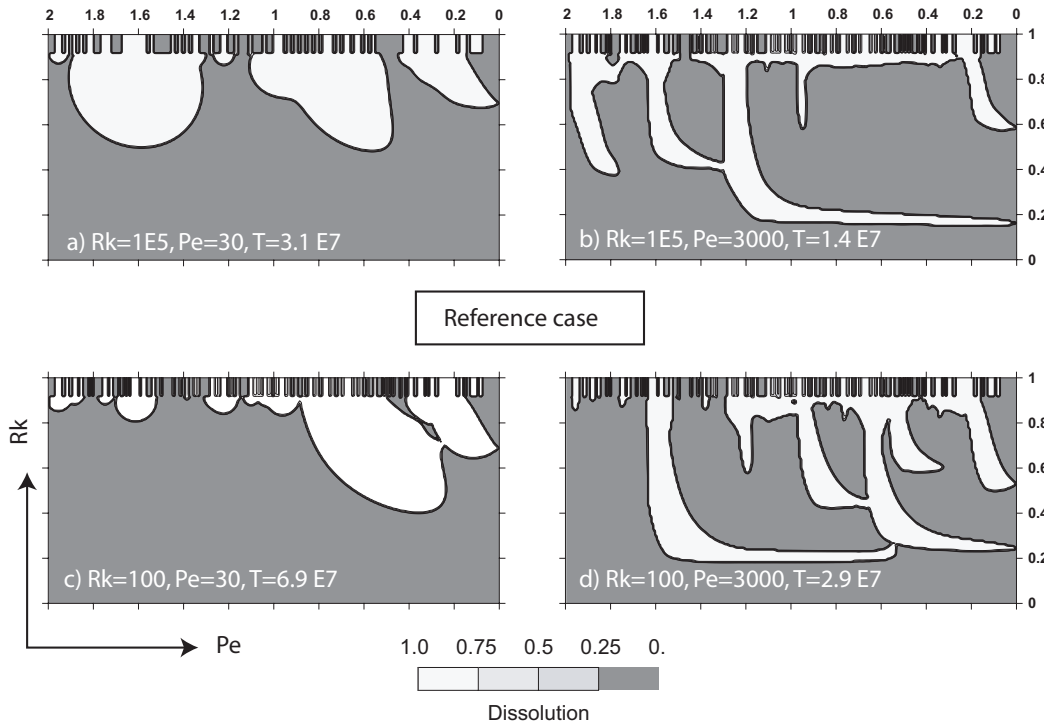 2 1.8 1.6 1.4 1.2 1 0.8 0.6 0.4 0.2 0
2 1.8 1.6 1.4 1.2 1 0.8 0.6 0.4 0.2 0
1
0.8
0.6
0.4
0.2
0
a) Rk=1E5, Pe=30, T=3.1 E7
b) Rk=1E5, Pe=3000, T=1.4 E7
Reference case
1
0.8
0.6
0.4
0.2
0
c) Rk=100, Pe=30, T=6.9 E7
d) Rk=100, Pe=3000, T=2.9 E7
Rk
Pe
1.0 0.75 0.5 0.25 0.
Dissolution